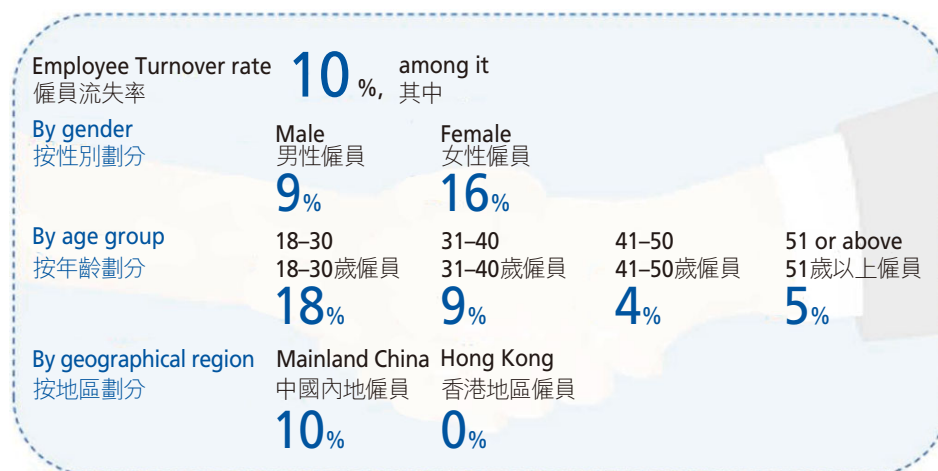 Employee Turnover rate 10%, among it
僱員流失率 其中
By gender Male Female
按性別劃分 男性僱員 女性僱員
9% 16%
By age group 18–30 31–40 41–50 51 or above
按年齡劃分 18–30歲僱員 31–40歲僱員 41–50歲僱員 51歲以上僱員
18% 9% 4% 5%
By geographical region Mainland China Hong Kong
按地區劃分 中國內地僱員 香港地區僱員
10% 0%